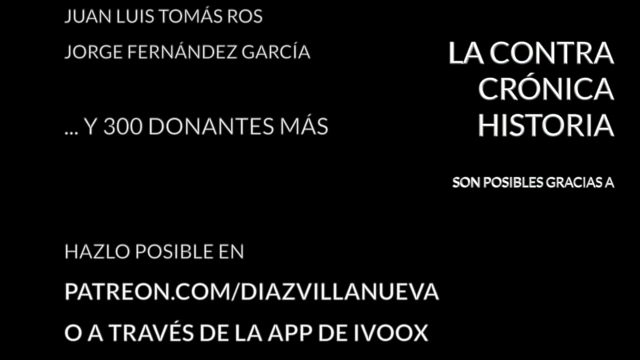 JUAN LUIS TOMÁS ROS
JORGE FERNÁNDEZ GARCÍA
... Y 300 DONANTES MÁS
HAZLO POSIBLE EN
PATREON.COM/DIAZVILLANUEVA
O A TRAVÉS DE LA APP DE IVOOX
LA CONTRA
CRÓNICA
HISTORIA
SON POSIBLES GRACIAS A